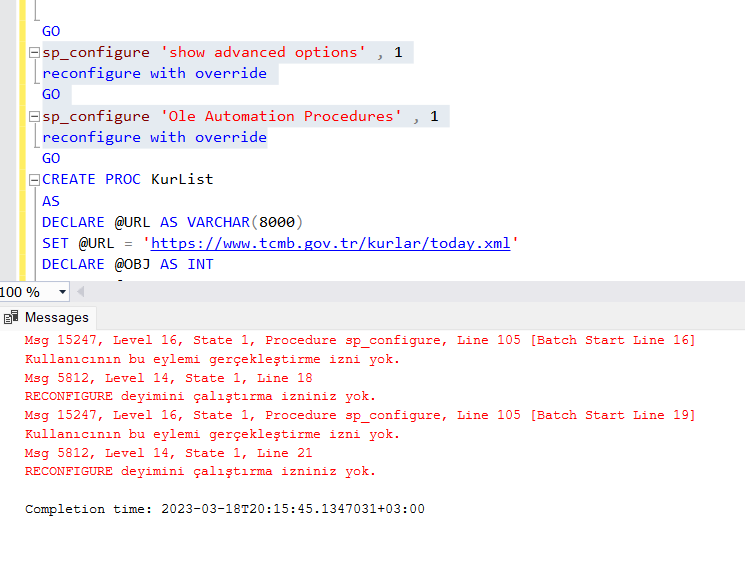 GO
sp_configure 'show advanced options' , 1
reconfigure with override
GO
sp_configure 'Ole Automation Procedures' , 1
reconfigure with override
GO
CREATE PROC KurList
AS
DECLARE @URL AS VARCHAR(8000)
SET @URL = 'https://www.tcmb.gov.tr/kurlar/today.xml'
DECLARE @OBJ AS INT
100 %
Messages
Msg 15247, Level 16, State 1, Procedure sp_configure, Line 105 [Batch Start Line 16]
Kullanıcının bu eylemi gerçekleştirme izni yok.
Msg 5812, Level 14, State 1, Line 18
RECONFIGURE deyimini çalıştırma izniniz yok.
Msg 15247, Level 16, State 1, Procedure sp_configure, Line 105 [Batch Start Line 19]
Kullanıcının bu eylemi gerçekleştirme izni yok.
Msg 5812, Level 14, State 1, Line 21
RECONFIGURE deyimini çalıştırma izniniz yok.
Completion time: 2023-03-18T20:15:45.1347031+03:00